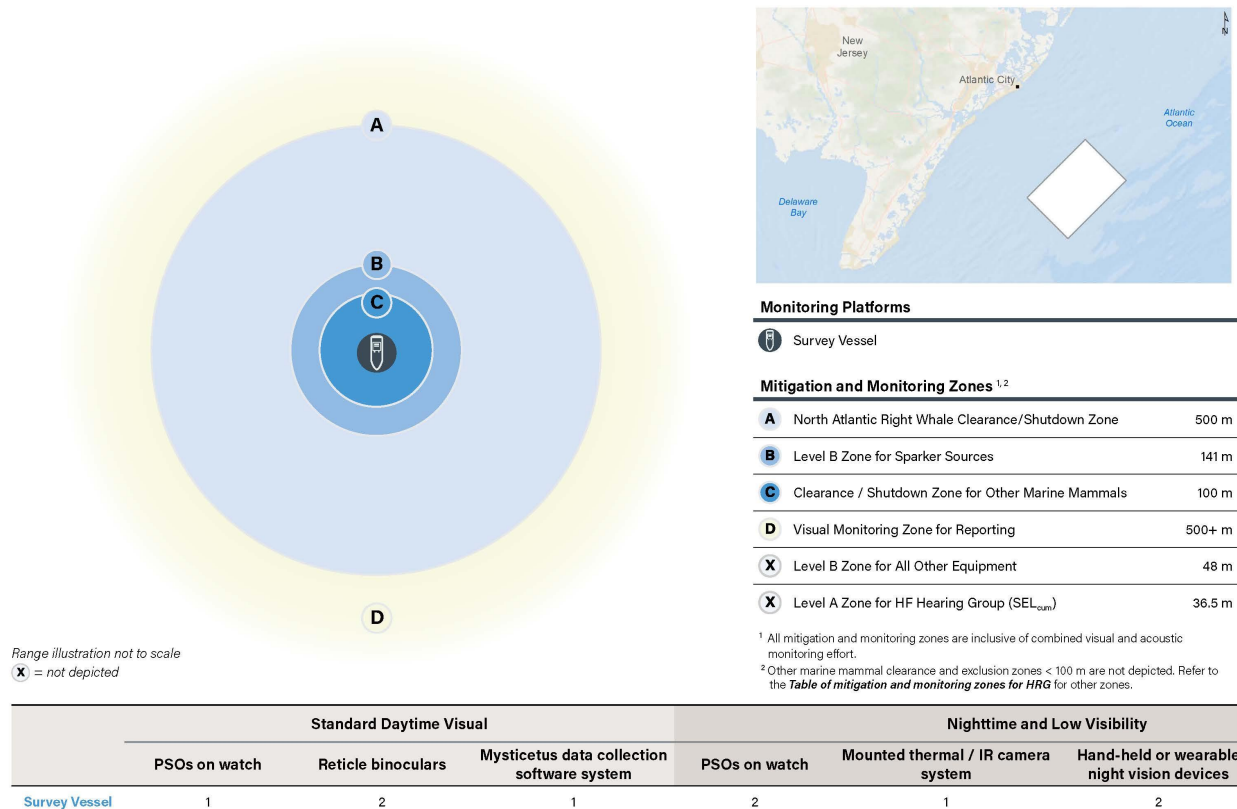 A
B
C
D
Range illustration not to scale
X = not depicted
New
Jersey
Atlantic City
Atlantic
Ocean
Delaware
Bay
N
Monitoring Platforms
Survey Vessel
Mitigation and Monitoring Zones 1, 2
A North Atlantic Right Whale Clearance/Shutdown Zone 500 m
B Level B Zone for Sparker Sources 141 m
C Clearance / Shutdown Zone for Other Marine Mammals 100 m
D Visual Monitoring Zone for Reporting 500+ m
X Level B Zone for All Other Equipment 48 m
X Level A Zone for HF Hearing Group (SELcum) 36.5 m
1 All mitigation and monitoring zones are inclusive of combined visual and acoustic
monitoring effort.
2 Other marine mammal clearance and exclusion zones < 100 m are not depicted. Refer to
the Table of mitigation and monitoring zones for HRG for other zones.
Standard Daytime Visual Nighttime and Low Visibility
PSOs on watch Reticle binoculars Mysticetus data collection
software system PSOs on watch Mounted thermal / IR camera
system Hand-held or wearable
night vision devices
Survey Vessel 1 2 1 2 1 2